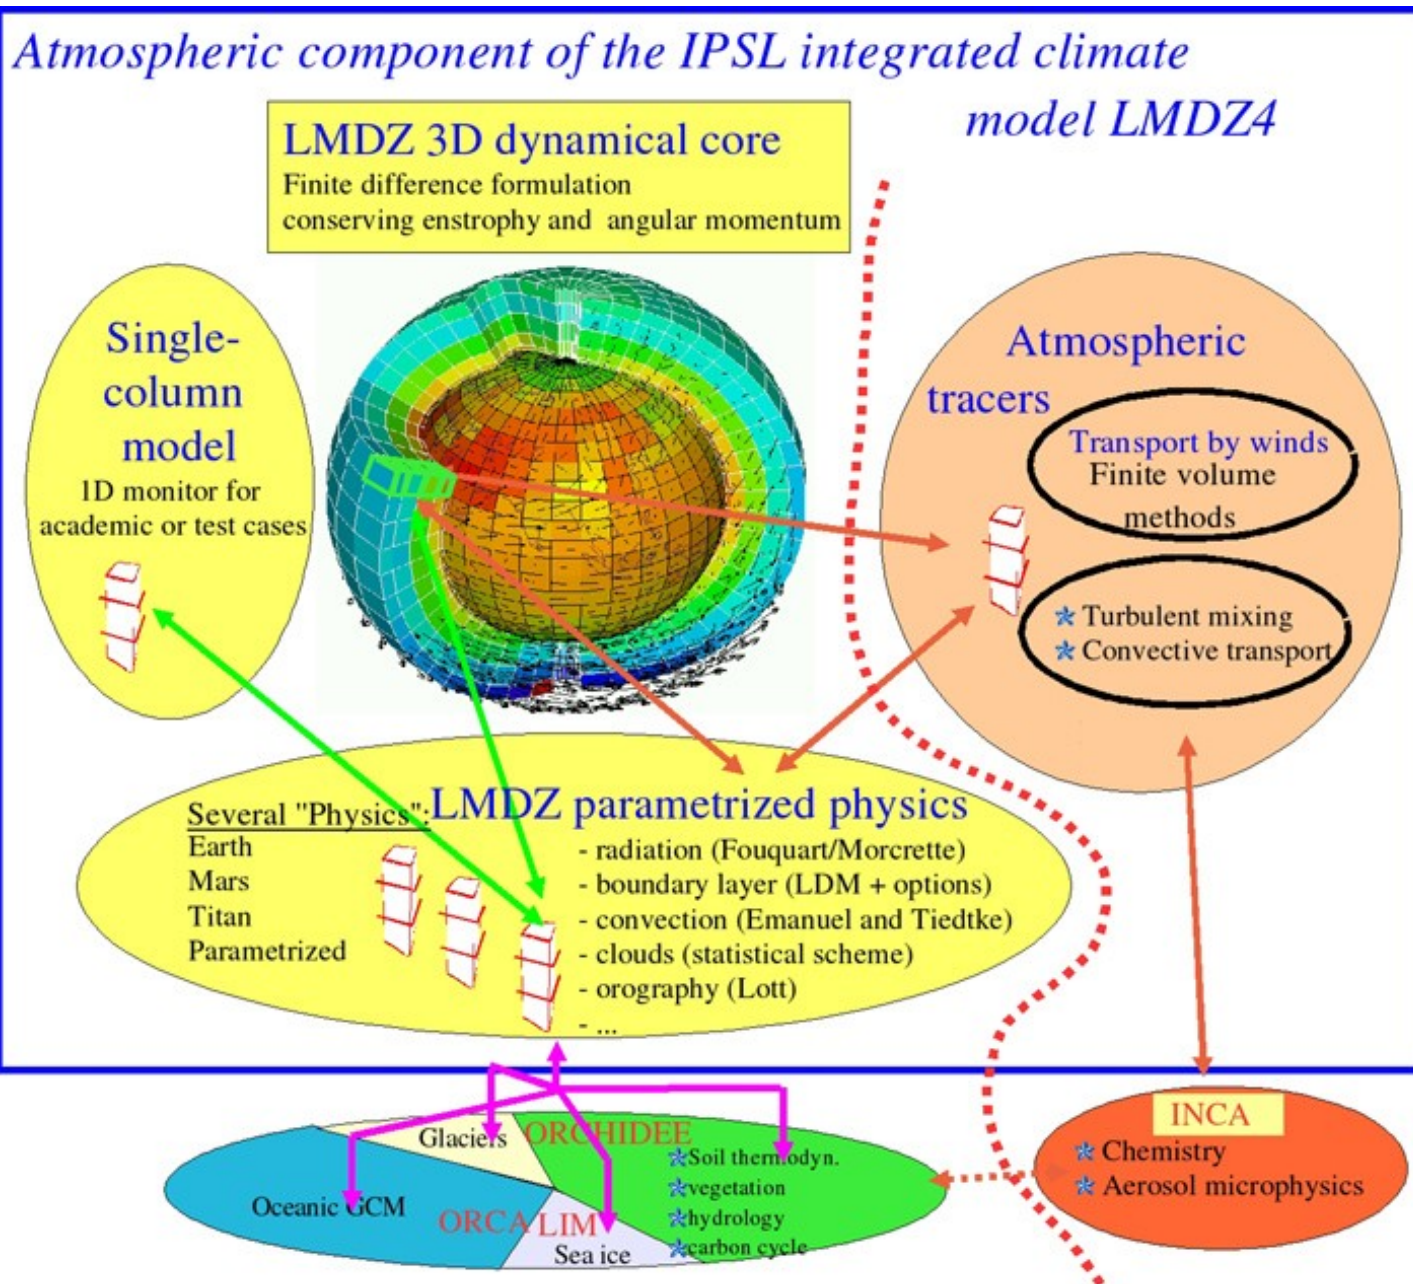 Atmospheric component of the IPSL integrated climate
model LMDZ4
LMDZ 3D dynamical core
Finite difference formulation
conserving enstrophy and angular momentum
Single-
column
model
1D monitor for
academic or test cases
Atmospheric
tracers
Transport by winds
Finite volume
methods
Turbulent mixing
Convective transport
LMDZ parametrized physics
Several "Physics":
Earth
Mars
Titan
Parametrized
- radiation (Fouquart/Morcrette)
- boundary layer (LDM + options)
- convection (Emanuel and Tiedtke)
- clouds (statistical scheme)
- orography (Lott)
- ...
Glaciers
ORCHIDEE
Soil thermodyn.
vegetation
hydrology
carbon cycle
Oceanic GCM
ORCA
LIM
Sea ice
INCA
Chemistry
Aerosol microphysics